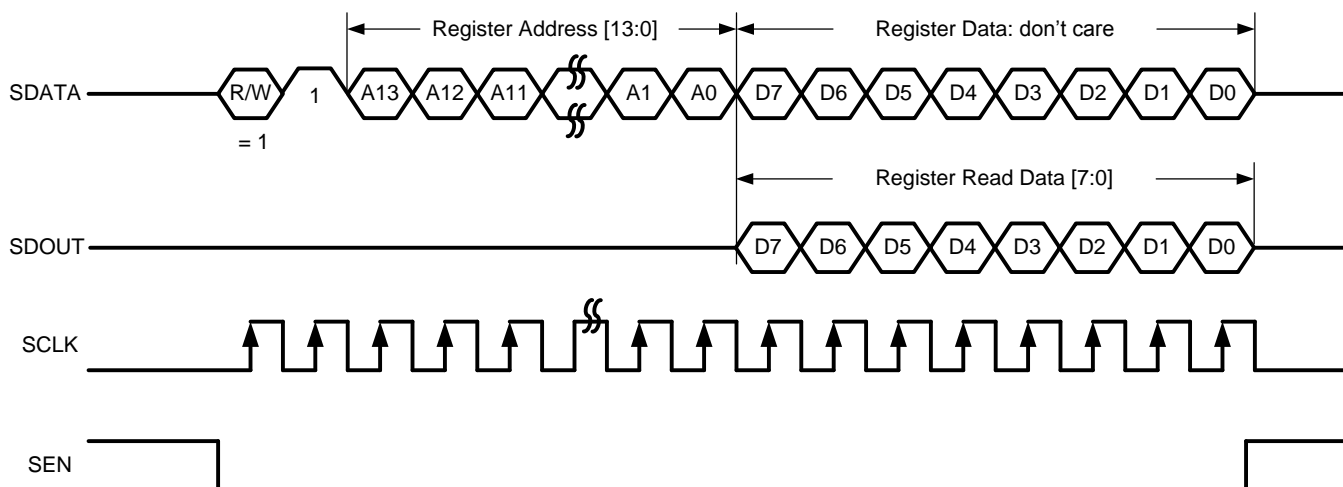 Register Address [13:0] Register Data: don't care
SDATA R/W 1 A13 A12 A11 A1 A0 D7 D6 D5 D4 D3 D2 D1 D0
= 1
Register Read Data [7:0]
SDOUT D7 D6 D5 D4 D3 D2 D1 D0
SCLK
SEN